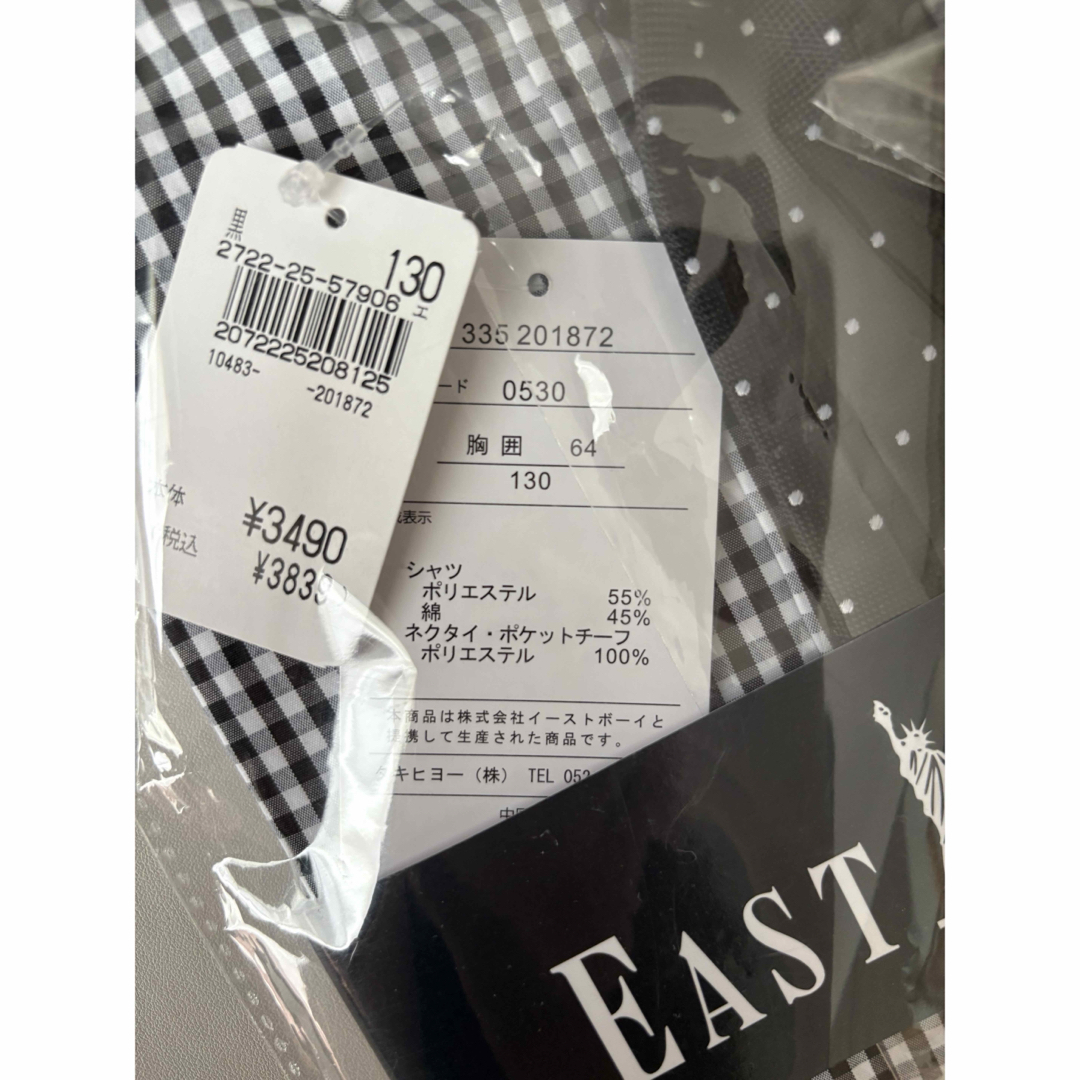 黒
130
2722-25-57906
エ
2072225208125
10483-
-201872
本体
¥3490
税込
¥3839
335 201872
ード 0530
胸囲 64
130
表示
シャツ
ポリエステル 55%
綿 45%
ネクタイ・ポケットチーフ
ポリエステル 100%
本商品は株式会社イーストボーイと
提携して生産された商品です。
タキヒヨー（株） TEL 052
EAST